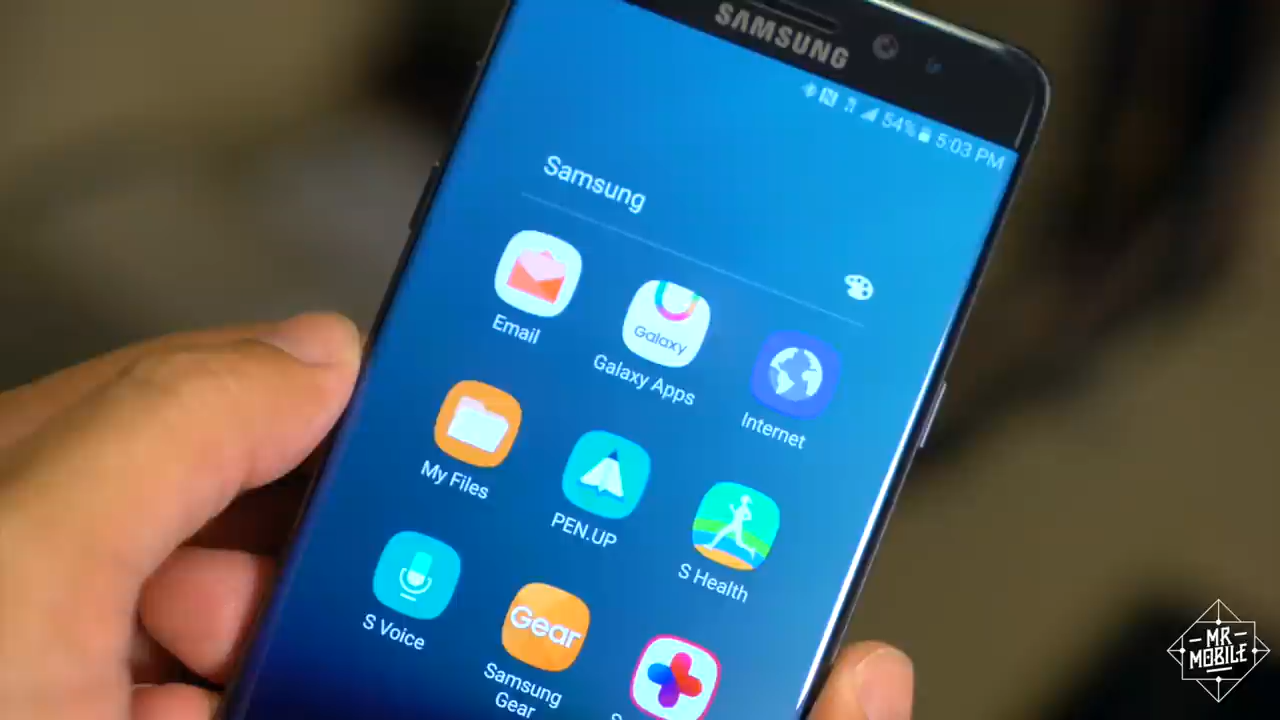 SAMSUNG
54% 5:03 PM
Samsung
Email
Galaxy
Galaxy Apps
Internet
My Files
PEN.UP
S Health
S Voice
Gear
Samsung
Gear
S
MR
MOBILE